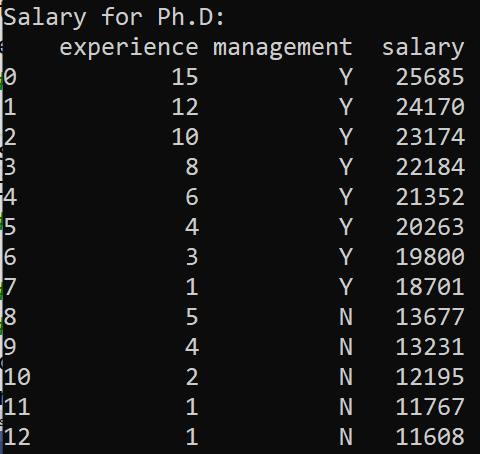 Salary for Ph.D:
experience management salary
0 15 Y 25685
1 12 Y 24170
2 10 Y 23174
3 8 Y 22184
4 6 Y 21352
5 4 Y 20263
6 3 Y 19800
7 1 Y 18701
8 5 N 13677
9 4 N 13231
10 2 N 12195
11 1 N 11767
12 1 N 11608